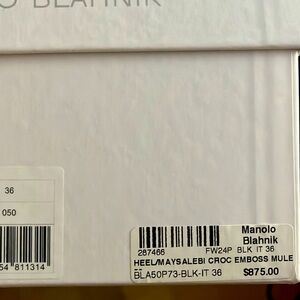 O BLAHNIK
36
050
54 811314
Manolo
Blahnik
287466 FW24P BLK IT 36
HEEL/MAYSALEBI CROC EMBOSS MULE
BLA50P73-BLK-IT 36 $875.00